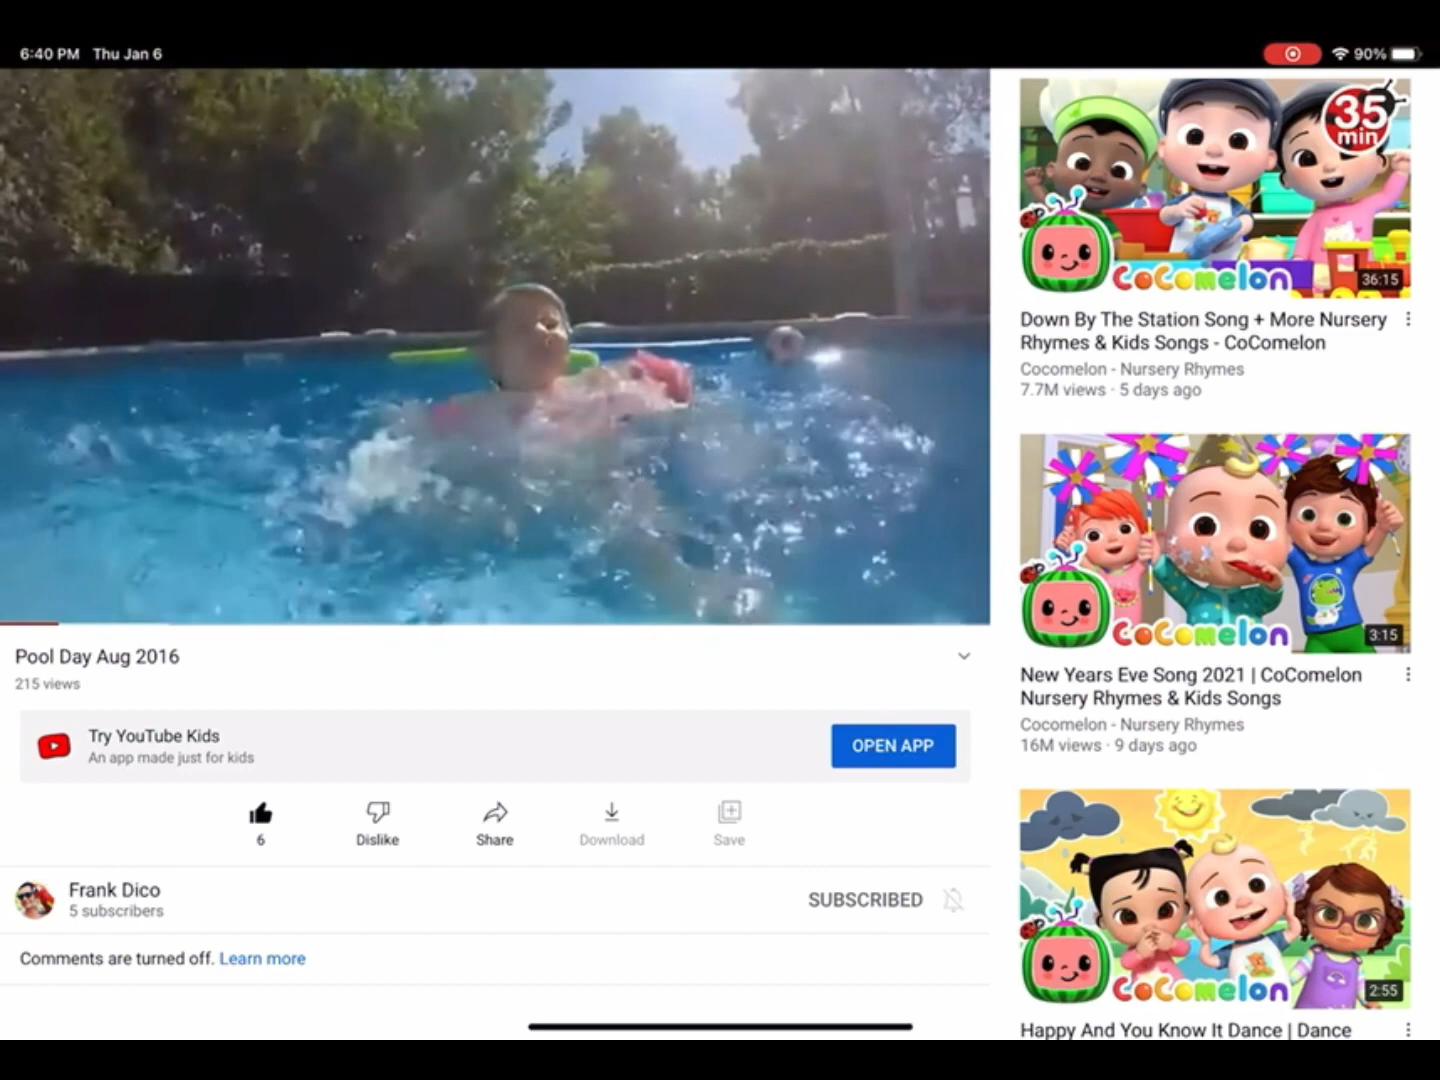 6:40 PM Thu Jan 6
90%
Pool Day Aug 2016
215 views
Try YouTube Kids
An app made just for kids
OPEN APP
6
Dislike
Share
Download
Save
Frank Dico
5 subscribers
SUBSCRIBED
Comments are turned off. Learn more
35
min
CoComelon
36:15
Down By The Station Song + More Nursery
Rhymes & Kids Songs - CoComelon
Cocomelon - Nursery Rhymes
7.7M views · 5 days ago
CoComelon
3:15
New Years Eve Song 2021 | CoComelon
Nursery Rhymes & Kids Songs
Cocomelon - Nursery Rhymes
16M views · 9 days ago
CoComelon
2:55
Happy And You Know It Dance | Dance